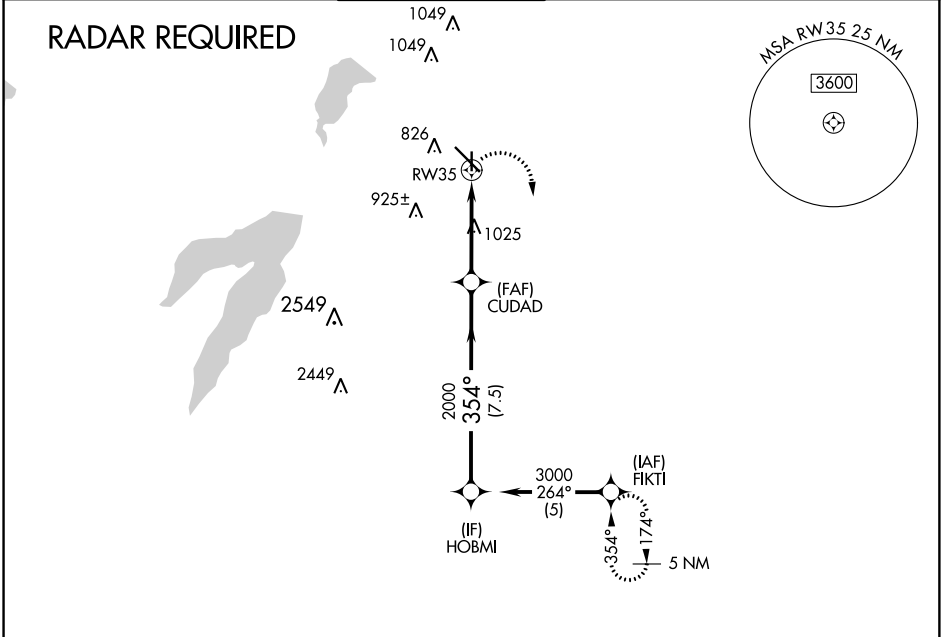 RADAR REQUIRED
1049
1049
MSA RW35 25 NM
3600
826
RW35
925±
1025
(FAF)
CUDAD
2549
2449
2000
354°
(7.5)
3000
264°
(5)
(IAF)
FIKTI
(IF)
HOBMI
354°
174°
5 NM